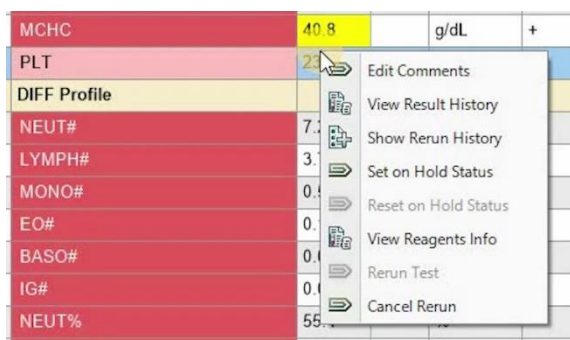 MCHC 40.8 g/dL +
PLT
Edit Comments
DIFF Profile
View Result History
NEUT#
Show Rerun History
LYMPH#
Set on Hold Status
MONO#
Reset on Hold Status
EO#
View Reagents Info
BASO#
Rerun Test
IG#
Cancel Rerun
NEUT%